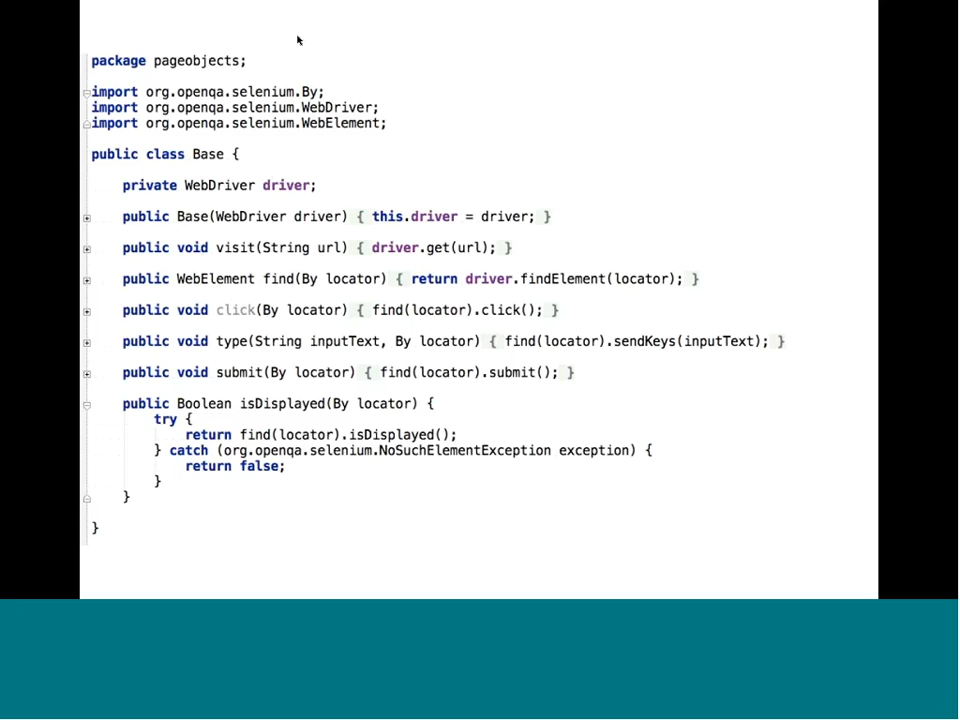 package pageobjects;
import org.openqa.selenium.By;
import org.openqa.selenium.WebDriver;
import org.openqa.selenium.WebElement;
public class Base {
private WebDriver driver;
public Base(WebDriver driver) { this.driver = driver; }
public void visit(String url) { driver.get(url); }
public WebElement find(By locator) { return driver.findElement(locator); }
public void click(By locator) { find(locator).click(); }
public void type(String inputText, By locator) { find(locator).sendKeys(inputText); }
public void submit(By locator) { find(locator).submit(); }
public Boolean isDisplayed(By locator) {
try {
return find(locator).isDisplayed();
} catch (org.openqa.selenium.NoSuchElementException exception) {
return false;
}
}
}